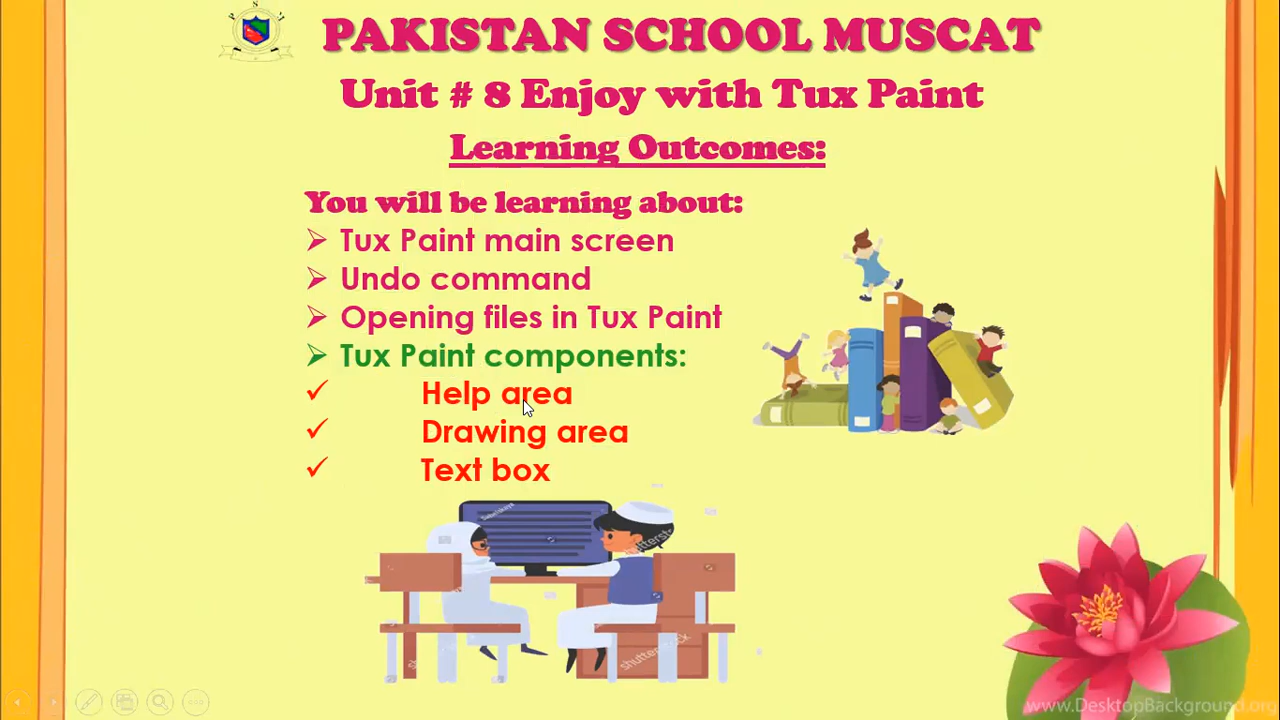 P S M
PAKISTAN SCHOOL MUSCAT
Unit # 8 Enjoy with Tux Paint
Learning Outcomes:
You will be learning about:
Tux Paint main screen
Undo command
Opening files in Tux Paint
Tux Paint components:
Help area
Drawing area
Text box
shutterstock
www.DesktopBackground.org